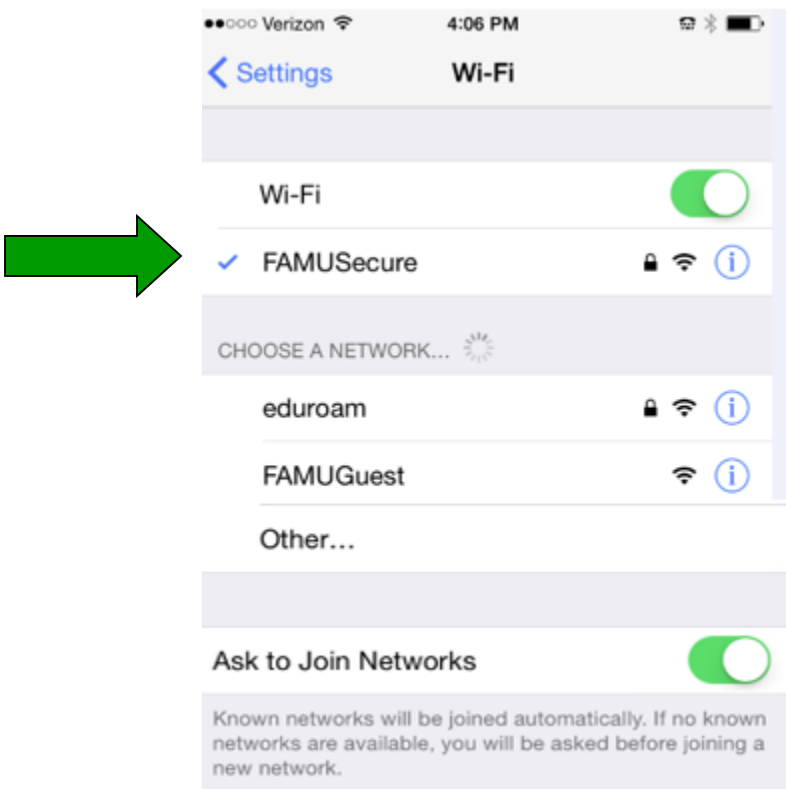 Verizon 4:06 PM
Settings Wi-Fi
Wi-Fi
FAMUSecure
CHOOSE A NETWORK...
eduroam
FAMUGuest
Other...
Ask to Join Networks
Known networks will be joined automatically. If no known
networks are available, you will be asked before joining a
new network.